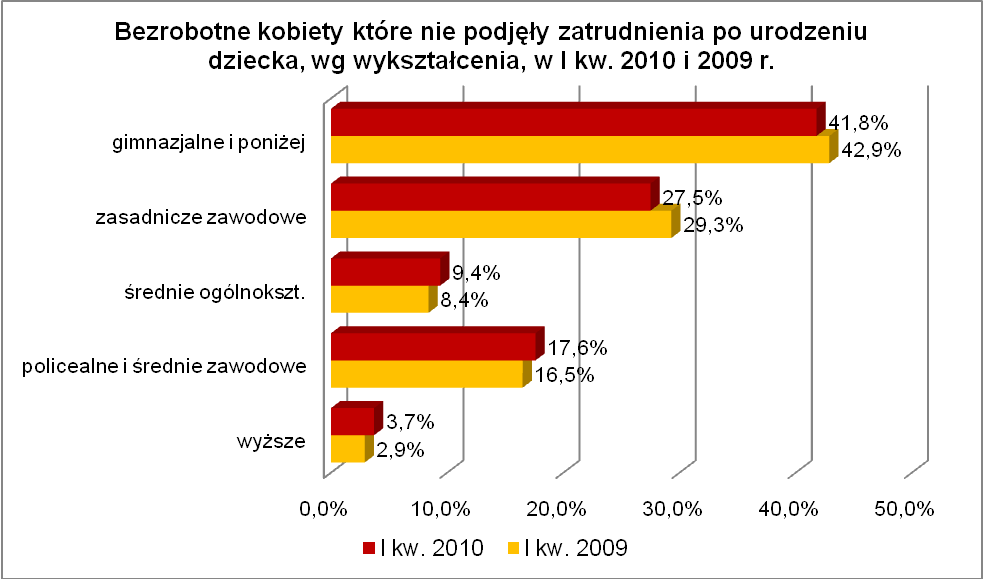 Bezrobotne kobiety które nie podjęły zatrudnienia po urodzeniu
dziecka, wg wykształcenia, w I kw. 2010 i 2009 r.
gimnazjalne i poniżej
41,8%
42,9%
zasadnicze zawodowe
27,5%
29,3%
średnie ogólnokszt.
9,4%
8,4%
policealne i średnie zawodowe
17,6%
16,5%
wyższe
3,7%
2,9%
0,0% 10,0% 20,0% 30,0% 40,0% 50,0%
I kw. 2010 I kw. 2009